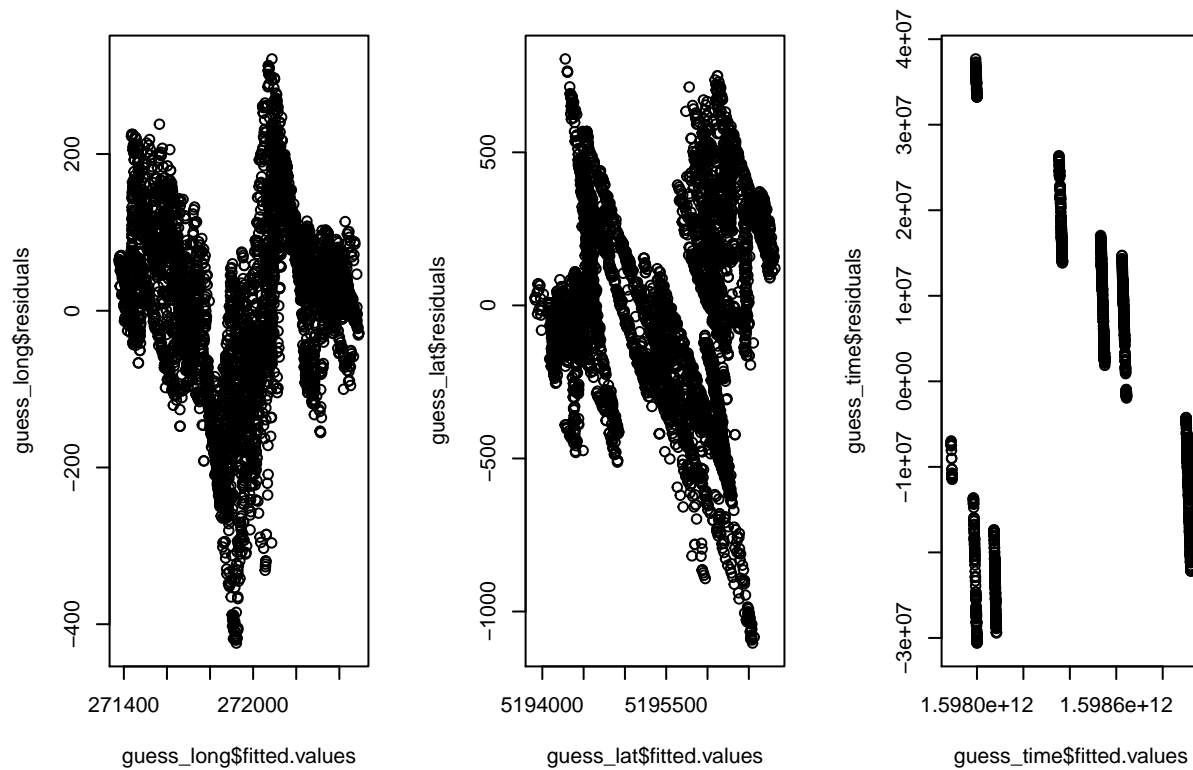 guess_long$residuals
200
0
−200
−400
271400
272000
guess_long$fitted.values
guess_lat$residuals
500
0
−500
−1000
5194000
5195500
guess_lat$fitted.values
guess_time$residuals
4e+07
3e+07
2e+07
1e+07
0e+00
−1e+07
−3e+07
1.5980e+12
1.5986e+12
guess_time$fitted.values